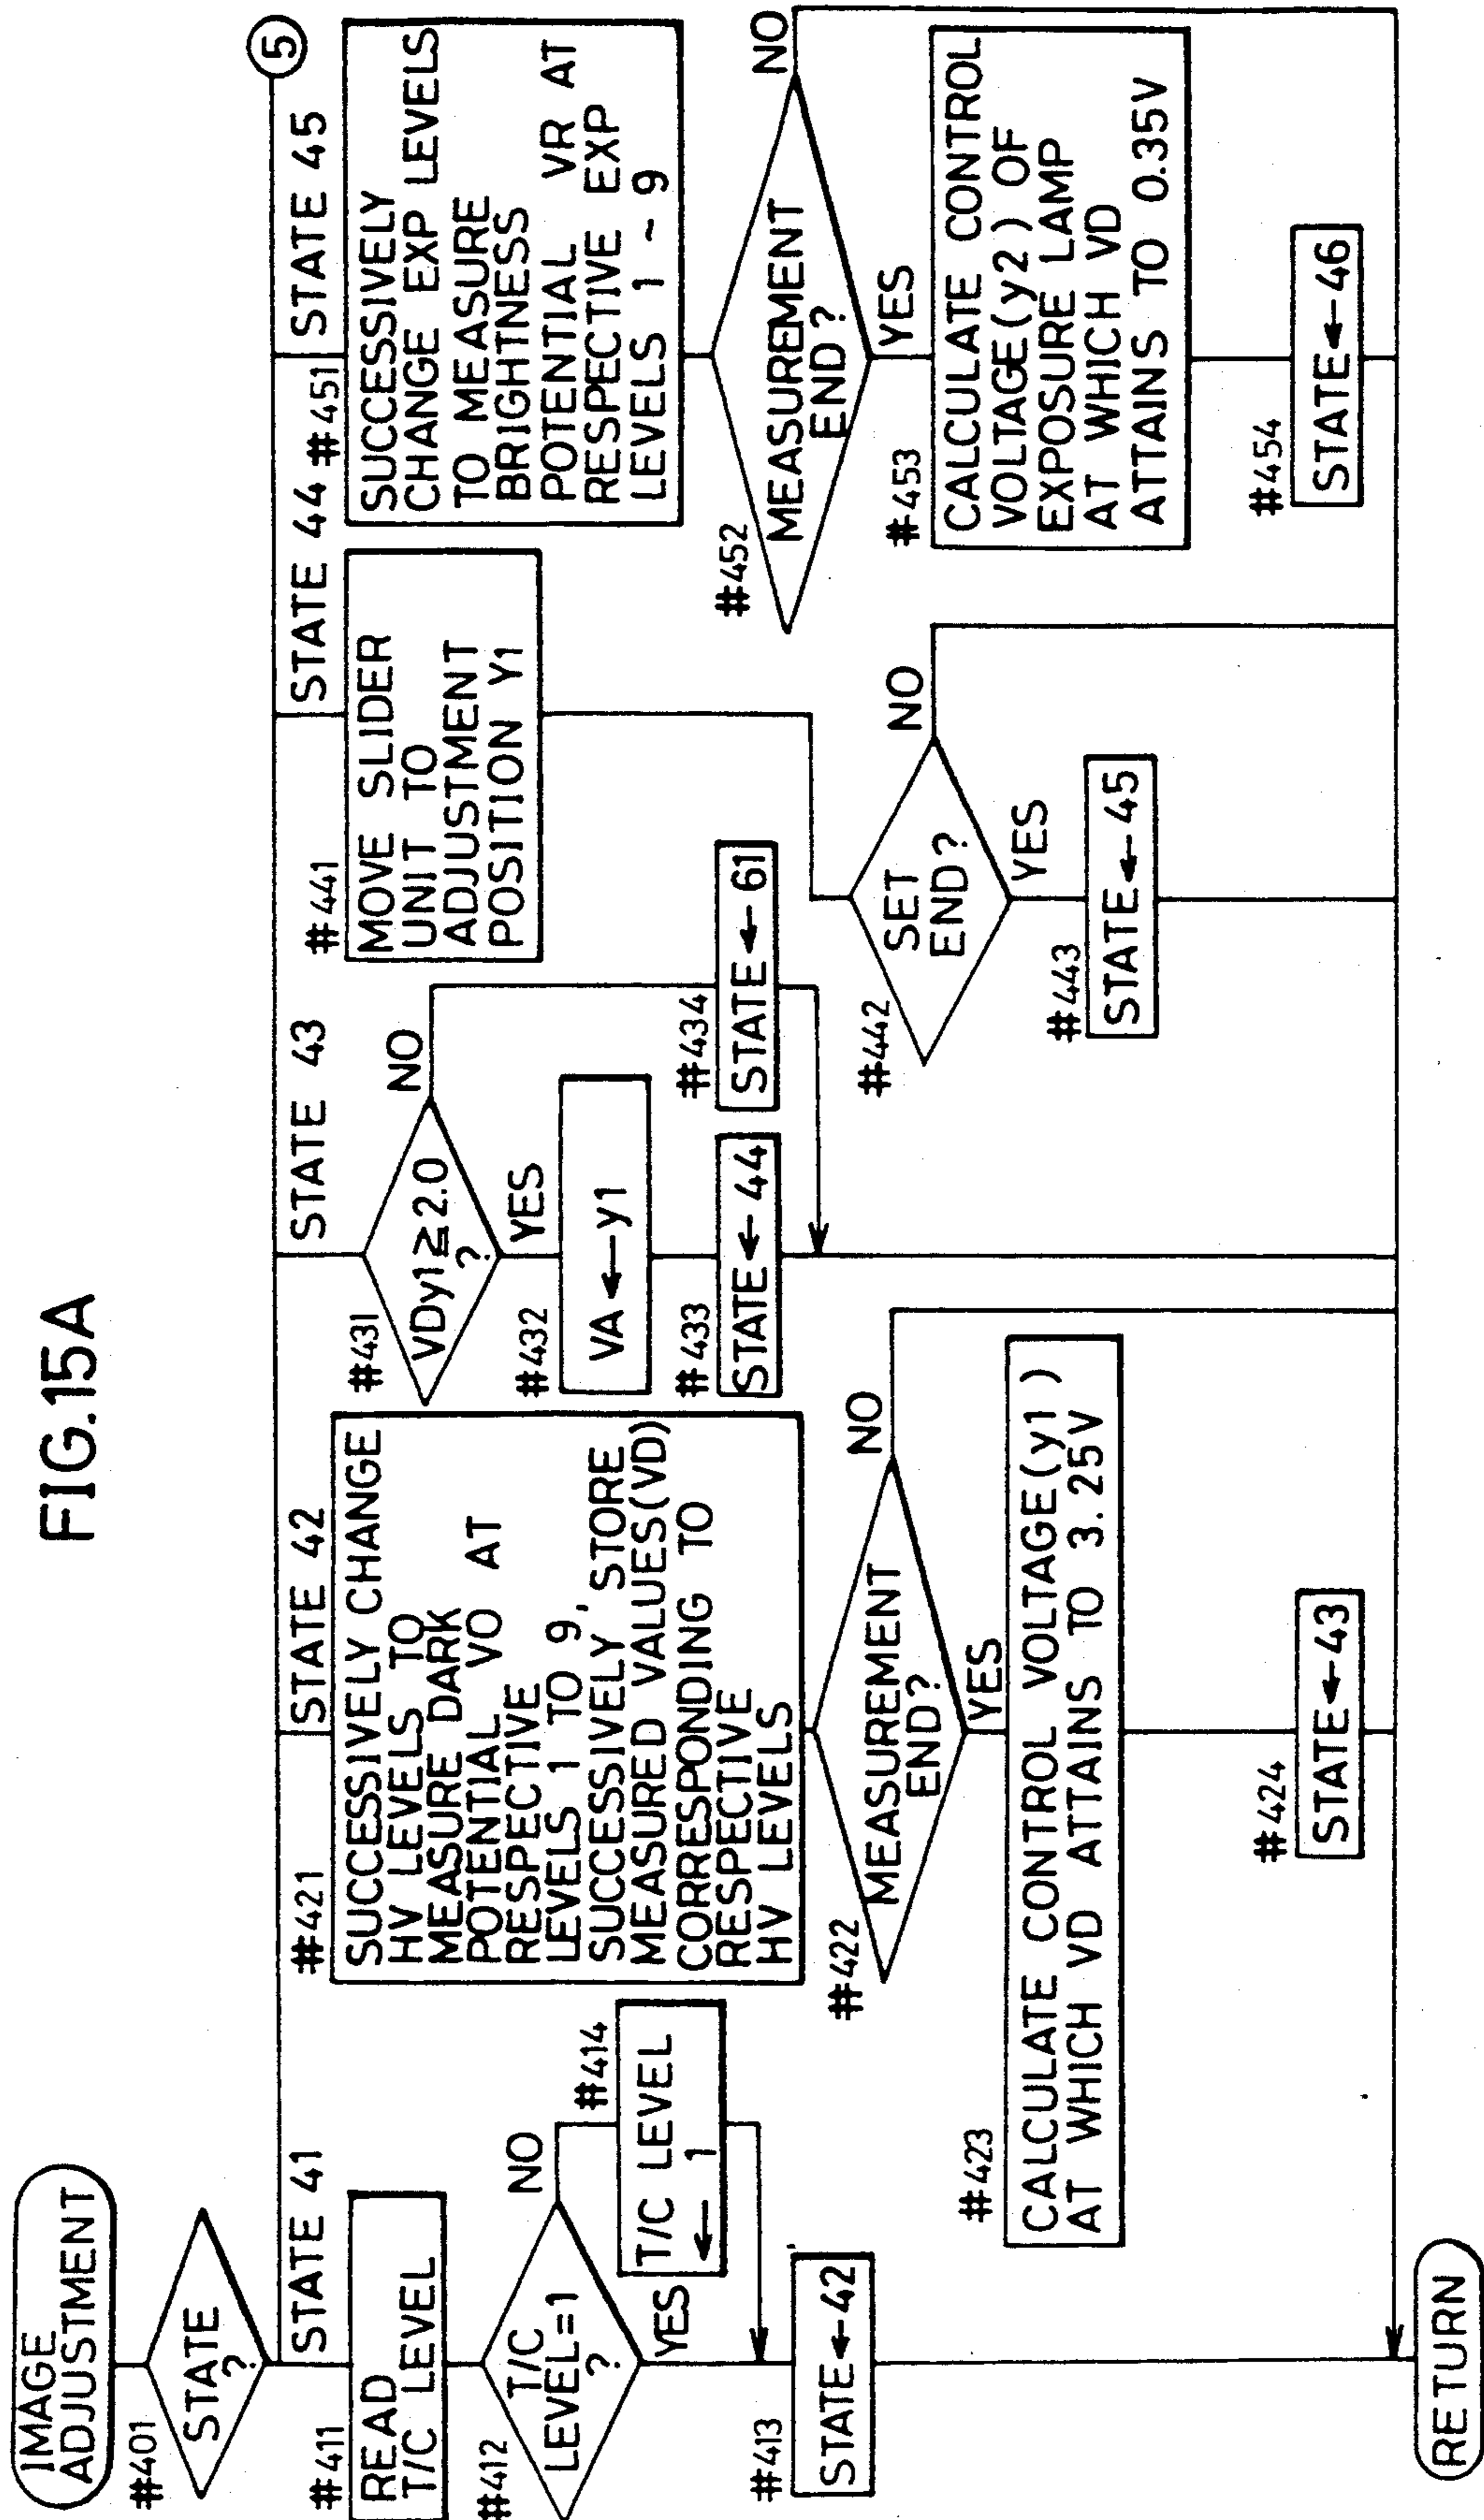 FIG.15A
IMAGE
ADJUSTMENT
#401
STATE
?
STATE 41
#411
READ
T/C LEVEL
#412
T/C
LEVEL=1
?
NO
YES
#414
T/C LEVEL
← 1
#413
STATE←42
STATE 42
#421
SUCCESSIVELY CHANGE
HV LEVELS TO
MEASURE DARK
POTENTIAL VO AT
RESPECTIVE
LEVELS 1 TO 9,
SUCCESSIVELY STORE
MEASURED VALUES(VD)
CORRESPONDING TO
RESPECTIVE
HV LEVELS
#422
MEASUREMENT
END?
NO
YES
#423
CALCULATE CONTROL VOLTAGE(y1)
AT WHICH VD ATTAINS TO 3.25V
#424
STATE←43
STATE 43
#431
VDy1≧2.0
?
NO
YES
#432
VA←y1
#433
STATE←44
#434
STATE←61
STATE 44
#441
MOVE SLIDER
UNIT TO
ADJUSTMENT
POSITION Y1
#442
SET
END?
NO
YES
#443
STATE←45
STATE 45
#451
SUCCESSIVELY
CHANGE EXP LEVELS
TO MEASURE
BRIGHTNESS
POTENTIAL VR AT
RESPECTIVE EXP
LEVELS 1 ~ 9
#452
MEASUREMENT
END?
NO
YES
#453
CALCULATE CONTROL
VOLTAGE(y2) OF
EXPOSURE LAMP
AT WHICH VD
ATTAINS TO 0.35V
#454
STATE←46
5
RETURN